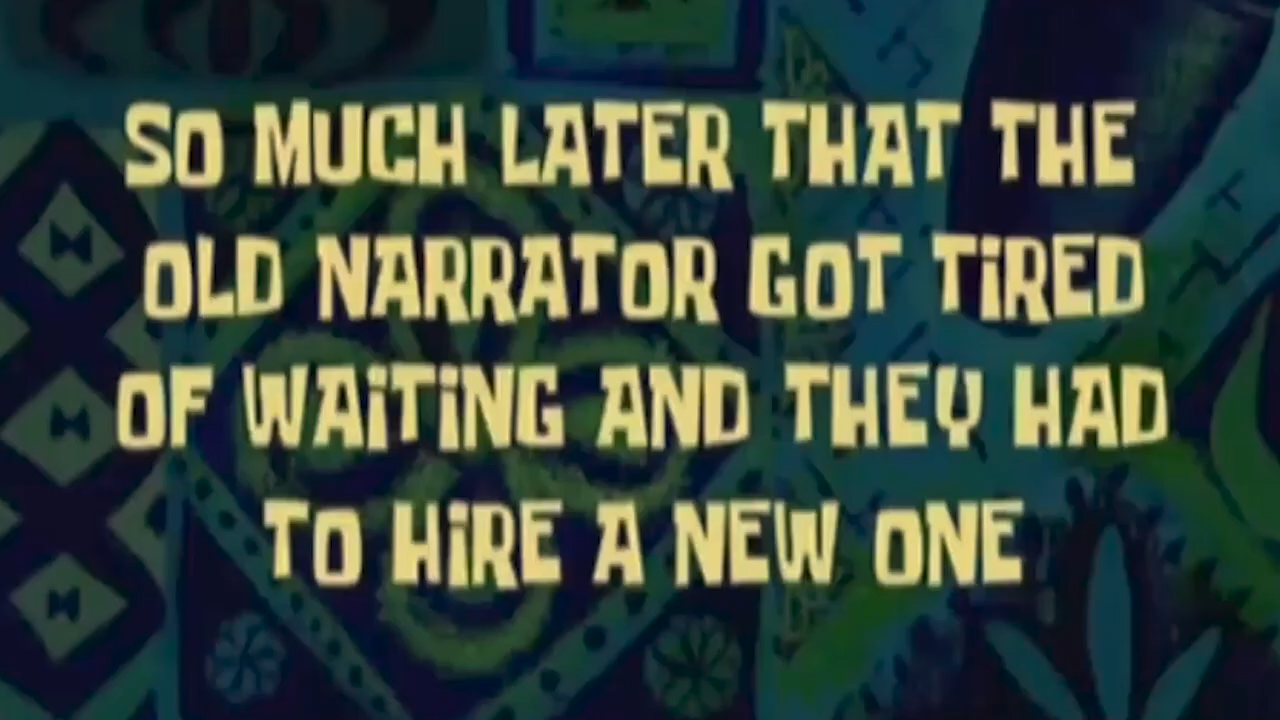 SO MUCH LATER THAT THE
OLD NARRATOR GOT TiRED
OF WAiTiNG AND THEY HAD
TO HiRE A NEW ONE